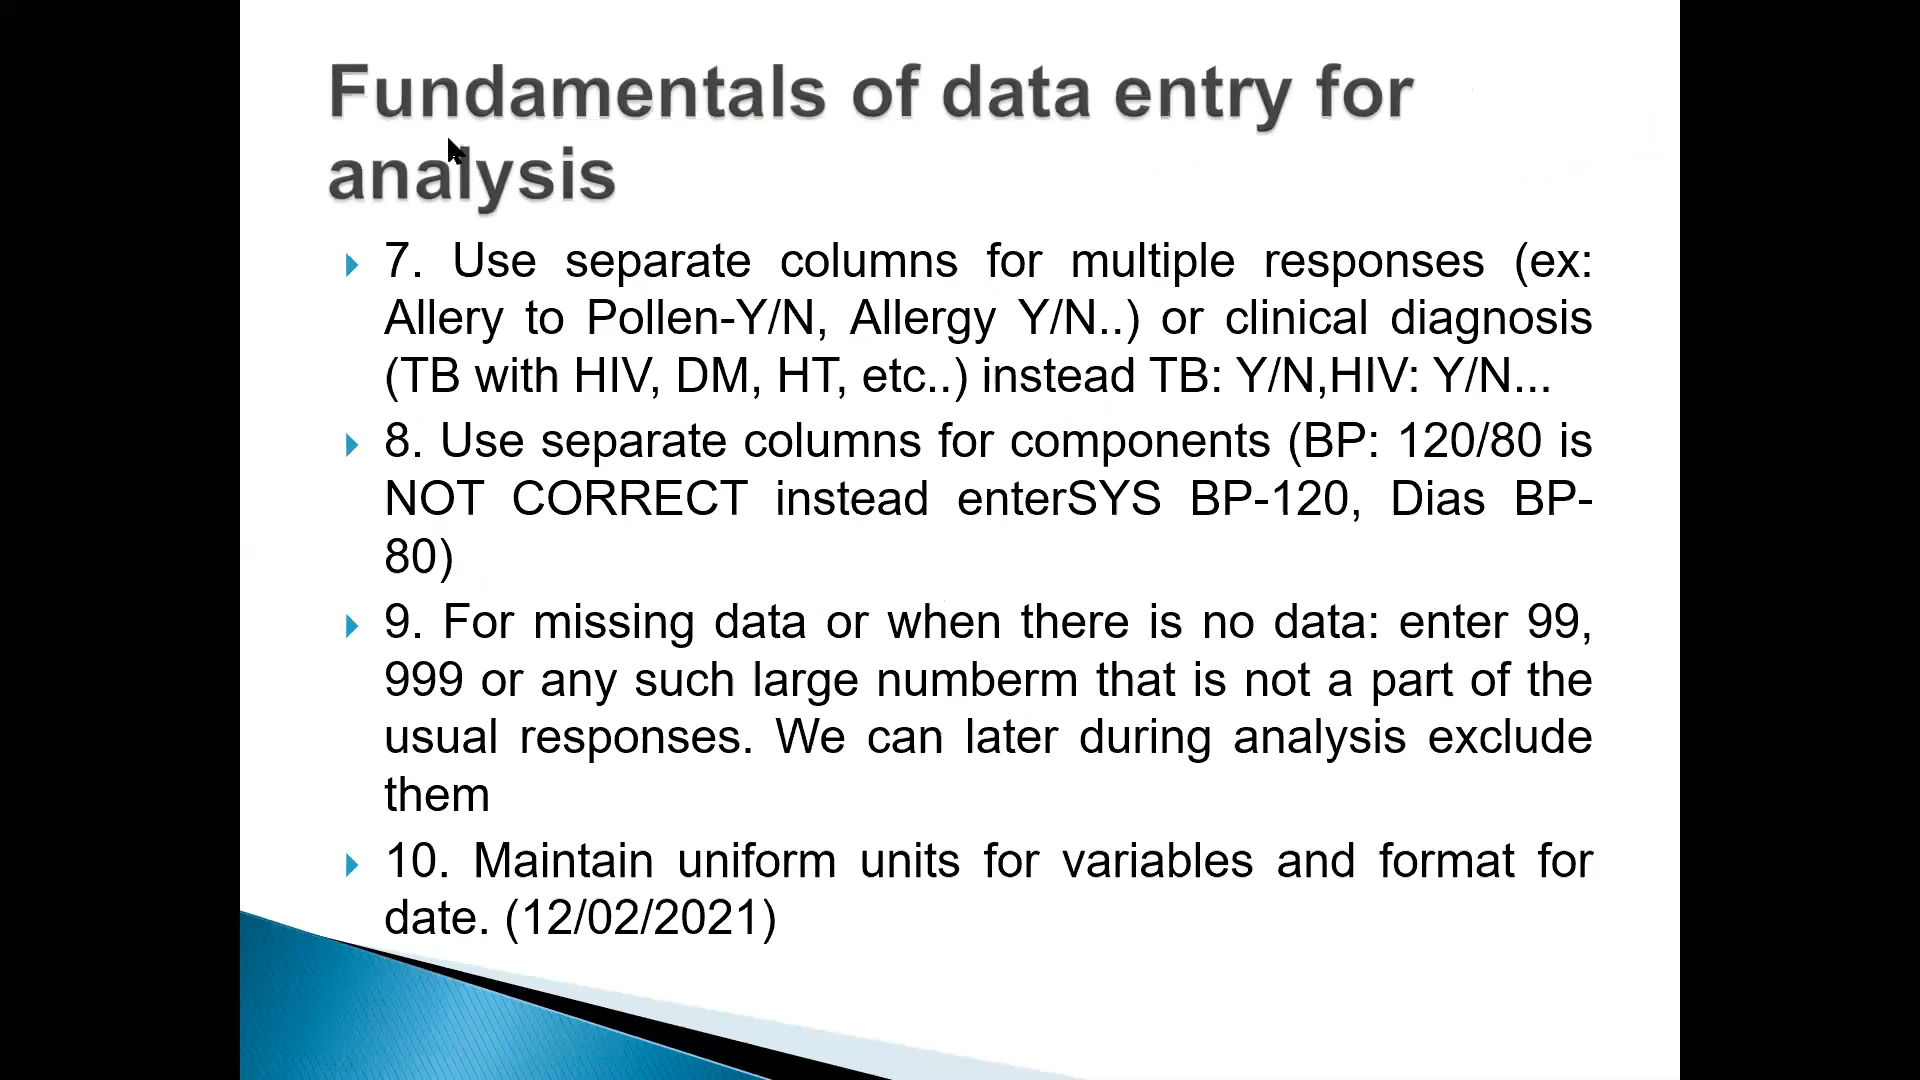 Fundamentals of data entry for
analysis
7. Use separate columns for multiple responses (ex:
Allery to Pollen-Y/N, Allergy Y/N..) or clinical diagnosis
(TB with HIV, DM, HT, etc..) instead TB: Y/N,HIV: Y/N...
8. Use separate columns for components (BP: 120/80 is
NOT CORRECT instead enterSYS BP-120, Dias BP-
80)
9. For missing data or when there is no data: enter 99,
999 or any such large numberm that is not a part of the
usual responses. We can later during analysis exclude
them
10. Maintain uniform units for variables and format for
date. (12/02/2021)